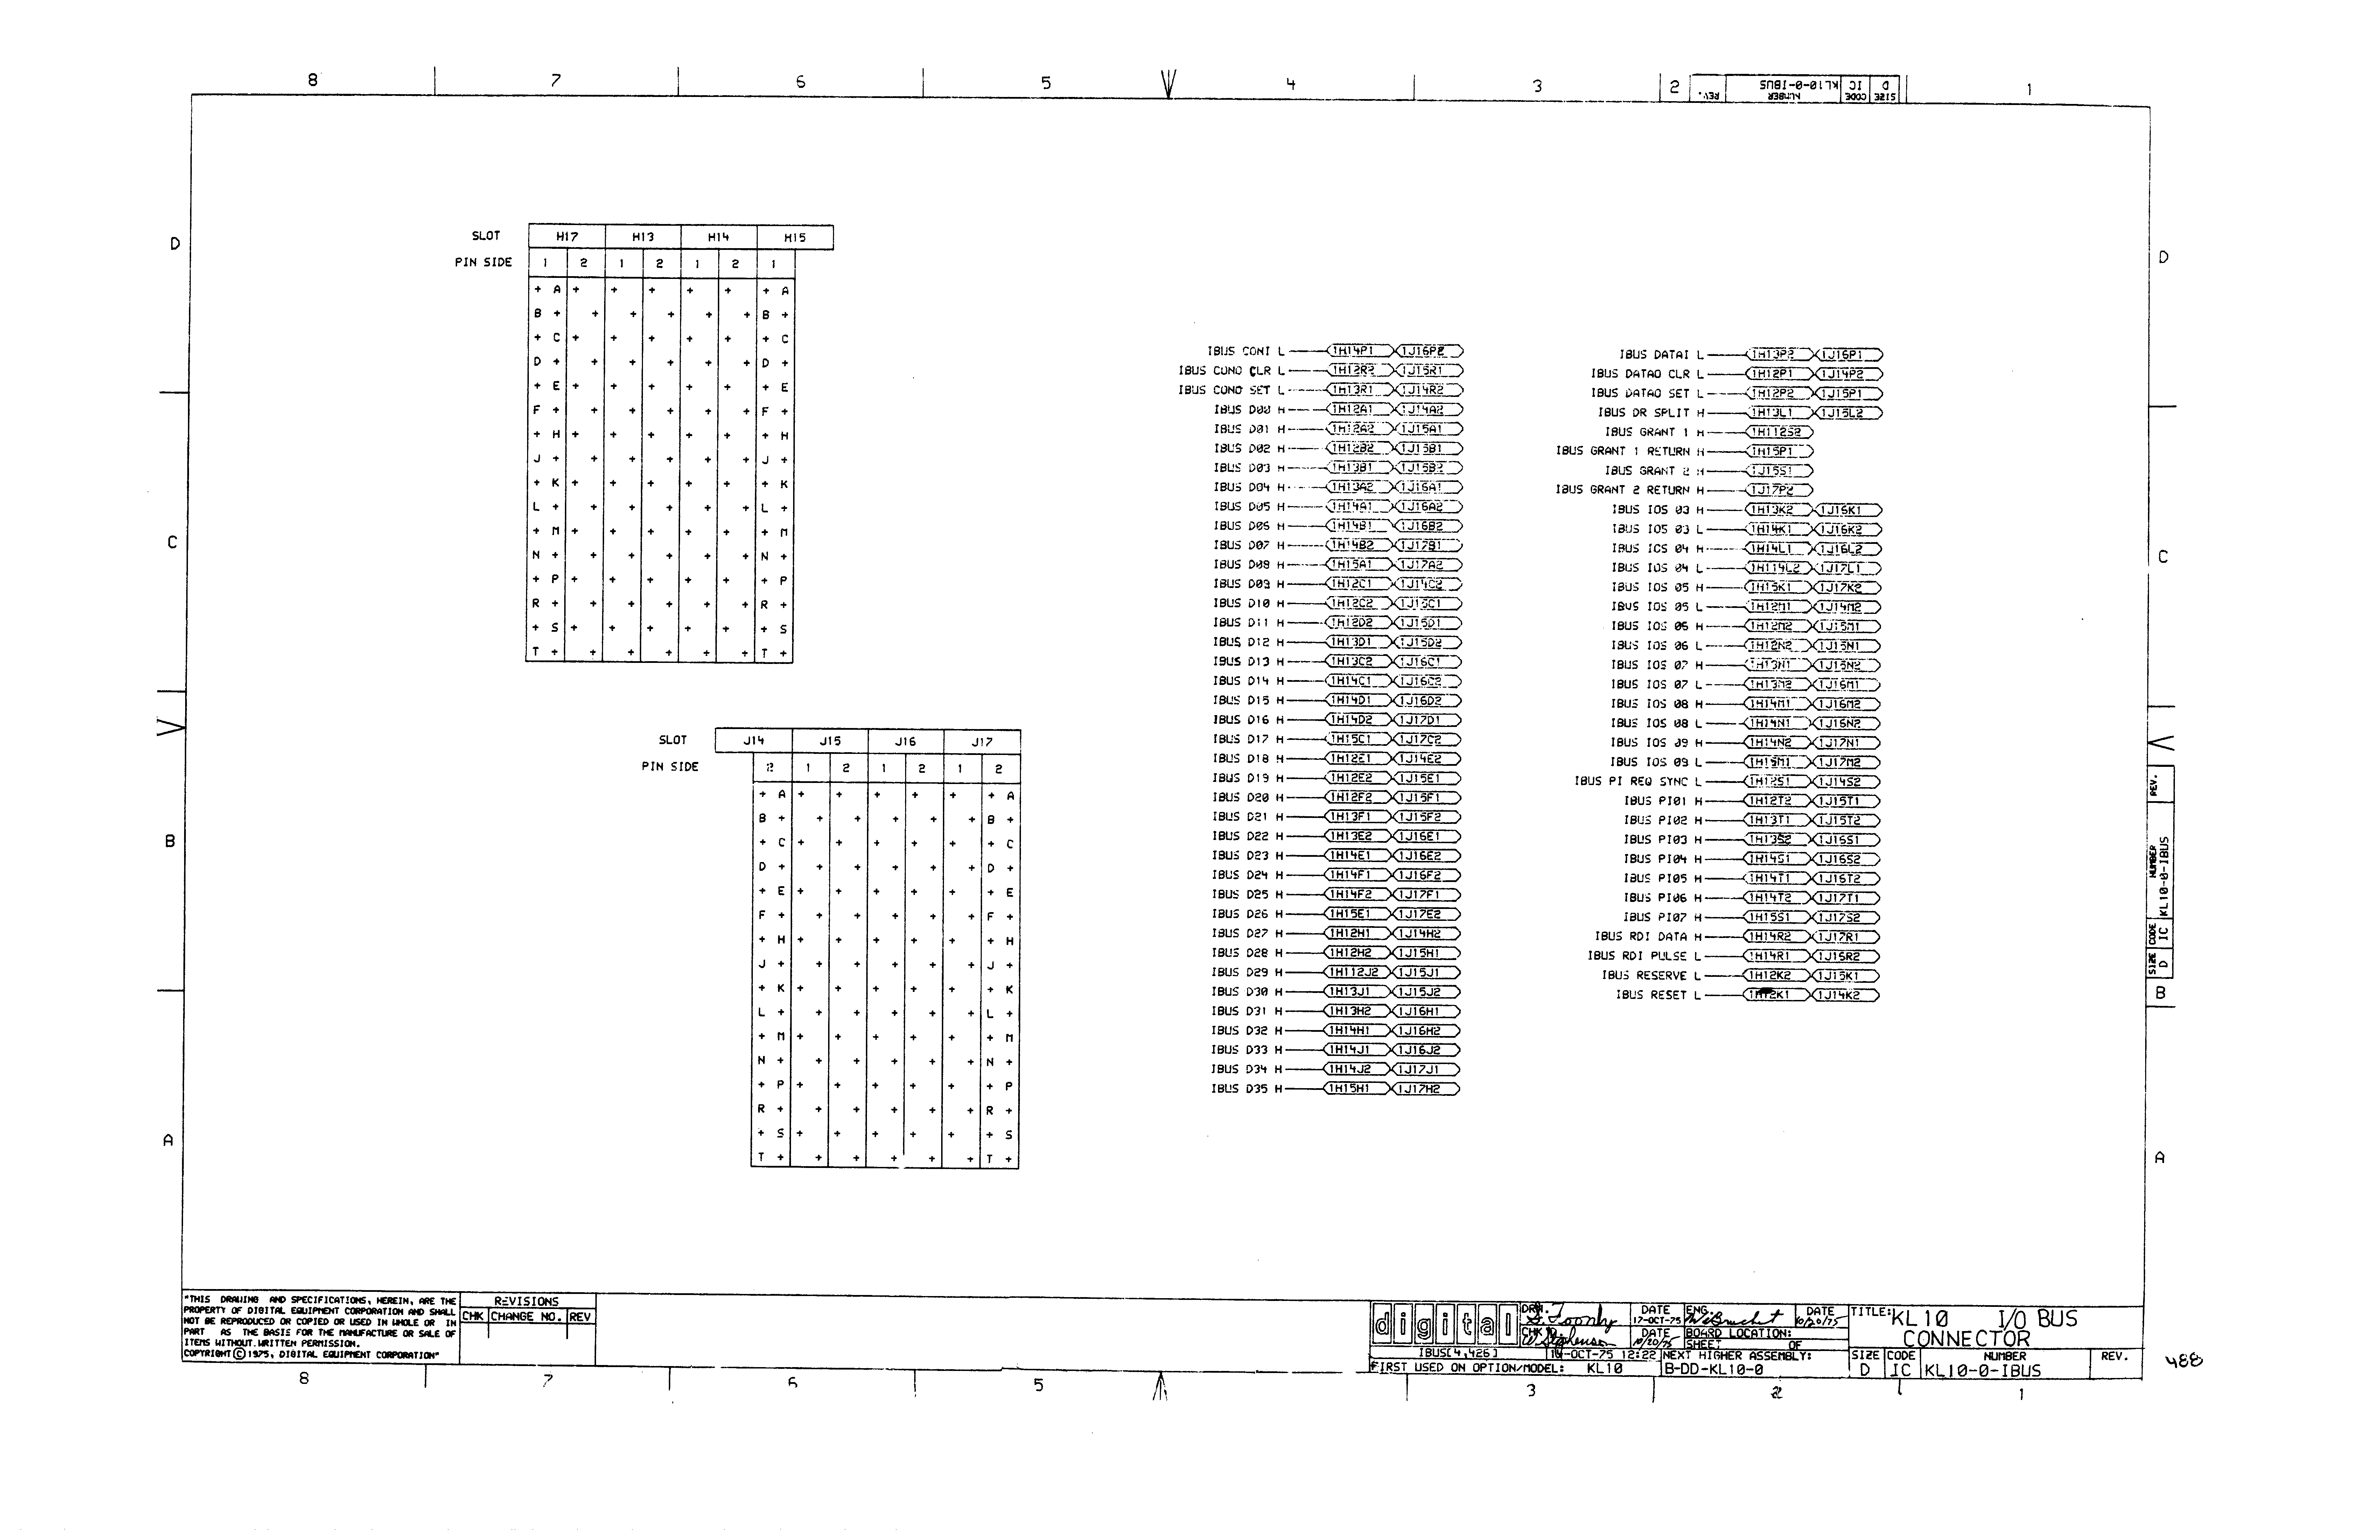 8 7 6 5 4 3 2 1
SIZE CODE NUMBER REV.
D IC KL10-0-IBUS
D
C
B
A
SLOT H17 H13 H14 H15
PIN SIDE 1 2 1 2 1 2 1
+ A + + + + + + A
B + + + + + + B +
+ C + + + + + + C
D + + + + + + D +
+ E + + + + + + E
F + + + + + + F +
+ H + + + + + + H
J + + + + + + J +
+ K + + + + + + K
L + + + + + + L +
+ M + + + + + + M
N + + + + + + N +
+ P + + + + + + P
R + + + + + + R +
+ S + + + + + + S
T + + + + + + T +
SLOT J14 J15 J16 J17
PIN SIDE 2 1 2 1 2 1 2
+ A + + + + + + A
B + + + + + + B +
+ C + + + + + + C
D + + + + + + D +
+ E + + + + + + E
F + + + + + + F +
+ H + + + + + + H
J + + + + + + J +
+ K + + + + + + K
L + + + + + + L +
+ M + + + + + + M
N + + + + + + N +
+ P + + + + + + P
R + + + + + + R +
+ S + + + + + + S
T + + + + + + T +
IBUS CONI L 1H14P1 1J16P2
IBUS CONO CLR L 1H12R2 1J15R1
IBUS CONO SET L 1H13R1 1J14R2
IBUS D00 H 1H12A1 1J14A2
IBUS D01 H 1H12A2 1J15A1
IBUS D02 H 1H12B2 1J15B1
IBUS D03 H 1H13B1 1J15B2
IBUS D04 H 1H13A2 1J16A1
IBUS D05 H 1H14A1 1J16A2
IBUS D06 H 1H14B1 1J16B2
IBUS D07 H 1H14B2 1J17B1
IBUS D08 H 1H15A1 1J17A2
IBUS D09 H 1H12C1 1J14C2
IBUS D10 H 1H12C2 1J15C1
IBUS D11 H 1H12D2 1J15D1
IBUS D12 H 1H13D1 1J15D2
IBUS D13 H 1H13C2 1J16C1
IBUS D14 H 1H14C1 1J16C2
IBUS D15 H 1H14D1 1J16D2
IBUS D16 H 1H14D2 1J17D1
IBUS D17 H 1H15C1 1J17C2
IBUS D18 H 1H12E1 1J14E2
IBUS D19 H 1H12E2 1J15E1
IBUS D20 H 1H12F2 1J15F1
IBUS D21 H 1H13F1 1J15F2
IBUS D22 H 1H13E2 1J16E1
IBUS D23 H 1H14E1 1J16E2
IBUS D24 H 1H14F1 1J16F2
IBUS D25 H 1H14F2 1J17F1
IBUS D26 H 1H15E1 1J17E2
IBUS D27 H 1H12H1 1J14H2
IBUS D28 H 1H12H2 1J15H1
IBUS D29 H 1H112J2 1J15J1
IBUS D30 H 1H13J1 1J15J2
IBUS D31 H 1H13H2 1J16H1
IBUS D32 H 1H14H1 1J16H2
IBUS D33 H 1H14J1 1J16J2
IBUS D34 H 1H14J2 1J17J1
IBUS D35 H 1H15H1 1J17H2
IBUS DATAI L 1H13P2 1J16P1
IBUS DATAO CLR L 1H12P1 1J14P2
IBUS DATAO SET L 1H12P2 1J15P1
IBUS DR SPLIT H 1H13L1 1J15L2
IBUS GRANT 1 H 1H112S2
IBUS GRANT 1 RETURN H 1H15P1
IBUS GRANT 2 H 1J15S1
IBUS GRANT 2 RETURN H 1J17P2
IBUS IOS 03 H 1H13K2 1J16K1
IBUS IOS 03 L 1H14K1 1J16K2
IBUS IOS 04 H 1H14L1 1J16L2
IBUS IOS 04 L 1H114L2 1J17L1
IBUS IOS 05 H 1H15K1 1J17K2
IBUS IOS 05 L 1H12M1 1J14M2
IBUS IOS 06 H 1H12M2 1J15M1
IBUS IOS 06 L 1H12N2 1J15N1
IBUS IOS 07 H 1H13N1 1J15N2
IBUS IOS 07 L 1H13M2 1J16M1
IBUS IOS 08 H 1H14M1 1J16M2
IBUS IOS 08 L 1H14N1 1J16N2
IBUS IOS 09 H 1H14N2 1J17N1
IBUS IOS 09 L 1H15M1 1J17M2
IBUS PI REQ SYNC L 1H12S1 1J14S2
IBUS PI01 H 1H12T2 1J15T1
IBUS PI02 H 1H13T1 1J15T2
IBUS PI03 H 1H13S2 1J16S1
IBUS PI04 H 1H14S1 1J16S2
IBUS PI05 H 1H14T1 1J16T2
IBUS PI06 H 1H14T2 1J17T1
IBUS PI07 H 1H15S1 1J17S2
IBUS RDI DATA H 1H14R2 1J17R1
IBUS RDI PULSE L 1H14R1 1J16R2
IBUS RESERVE L 1H12K2 1J15K1
IBUS RESET L 1H12K1 1J14K2
D
C
SIZE CODE NUMBER REV.
D IC KL10-0-IBUS
B
A
"THIS DRAWING AND SPECIFICATIONS, HEREIN, ARE THE
PROPERTY OF DIGITAL EQUIPMENT CORPORATION AND SHALL
NOT BE REPRODUCED OR COPIED OR USED IN WHOLE OR IN
PART AS THE BASIS FOR THE MANUFACTURE OR SALE OF
ITEMS WITHOUT WRITTEN PERMISSION.
COPYRIGHT © 1975, DIGITAL EQUIPMENT CORPORATION"
REVISIONS
CHK CHANGE NO. REV
digital
DRN. DATE 17-OCT-75
CHK DATE 10/20/75
ENG. DATE 10/20/75
BOARD LOCATION:
SHEET OF
IBUS[4,426] -OCT-75 12:22 NEXT HIGHER ASSEMBLY:
FIRST USED ON OPTION/MODEL: KL10 B-DD-KL10-0
TITLE: KL10 I/O BUS
CONNECTOR
SIZE CODE NUMBER REV.
D IC KL10-0-IBUS
488
8 7 6 5 3 2 1